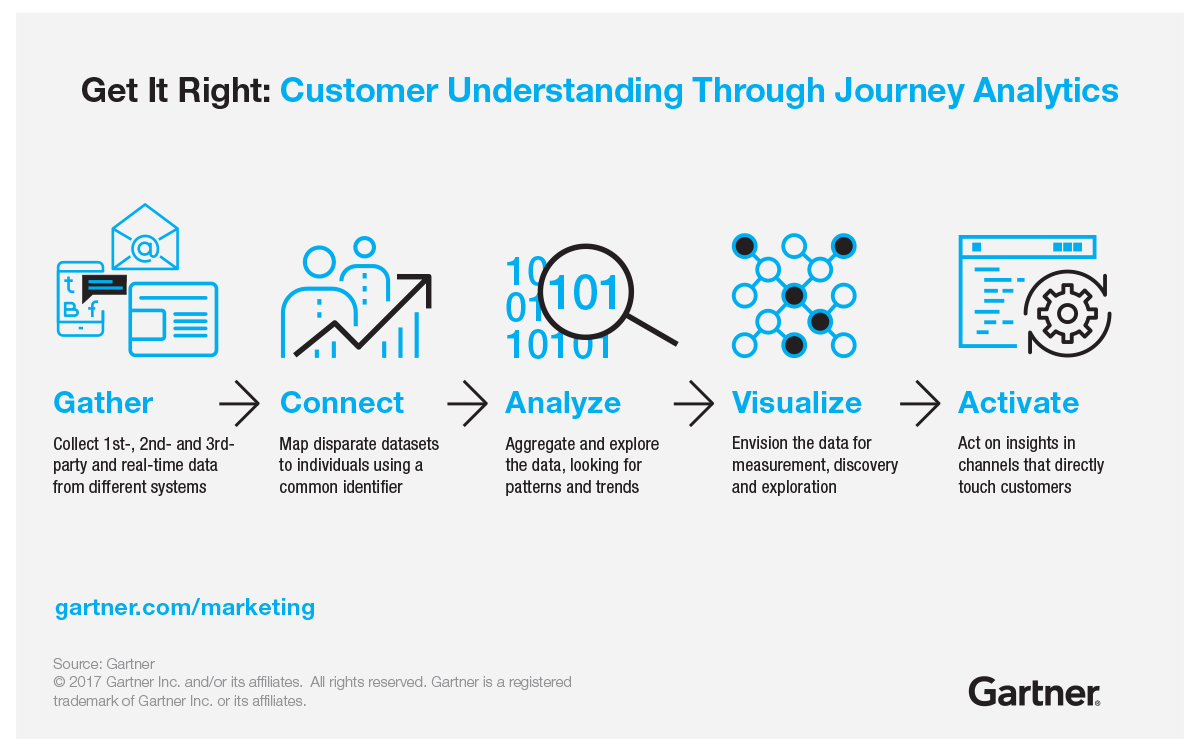 Get It Right: Customer Understanding Through Journey Analytics
@
t
B f
10
101
01
10101
Gather
Connect
Analyze
Visualize
Activate
Collect 1st-, 2nd- and 3rd-
party and real-time data
from different systems
Map disparate datasets
to individuals using a
common identifier
Aggregate and explore
the data, looking for
patterns and trends
Envision the data for
measurement, discovery
and exploration
Act on insights in
channels that directly
touch customers
gartner.com/marketing
Source: Gartner
© 2017 Gartner Inc. and/or its affiliates.  All rights reserved. Gartner is a registered
trademark of Gartner Inc. or its affiliates.
Gartner®